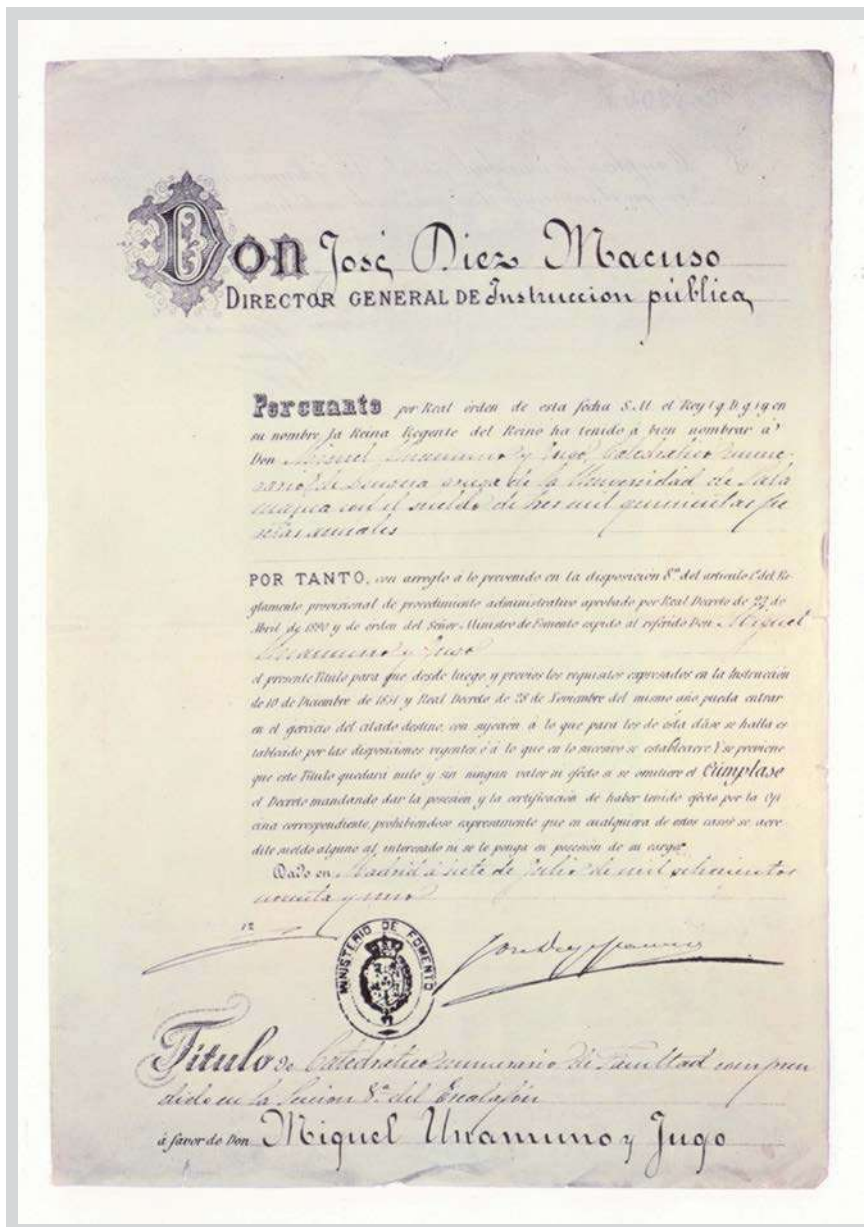 Don José Diez Macuso
DIRECTOR GENERAL DE Instruccion pública
Por cuanto por Real orden de esta fecha S.M. el Rey (q. D. g.) y en
su nombre la Reina Regente del Reino ha tenido á bien nombrar á
Don Miguel Unamuno y Jugo, Catedratico nume-
rario de Lengua griega de la Universidad de Sala
manca con el sueldo de tres mil quinientas pe
setas anuales
POR TANTO, con arreglo á lo prevenido en la disposición 8ª del artículo 1º del Re-
glamento provisional de procedimiento administrativo aprobado por Real Decreto de 23 de
Abril de 1890 y de orden del Señor Ministro de Fomento expido al referido Don Miguel
Unamuno y Jugo
el presente Título para que desde luego y previos los requisitos expresados en la Instrucción
de 10 de Diciembre de 1851 y Real Decreto de 28 de Noviembre del mismo año pueda entrar
en el ejercicio del citado destino, con sujecion á lo que para los de esta clase se halla es
tablecido por las disposiciones vigentes ó á lo que en lo sucesivo se estableciere. Y se previene
que este Título quedará nulo y sin ningun valor ni efecto si se omitiere el Cúmplase
el Decreto mandando dar la posesión y la certificación de haber tenido efecto por la Ofi
cina correspondiente, prohibiendose expresamente que en cualquiera de estos casos se acre
dite sueldo alguno al interesado ni se le ponga en posesión de su cargo.
Dado en Madrid á siete de Julio de mil ochocientos
noventa y uno
MINISTERIO DE FOMENTO
Título de Catedrático numerario de Facultad compren
dido en la Seccion 8ª del Escalafón
á favor de Don Miguel Unamuno y Jugo